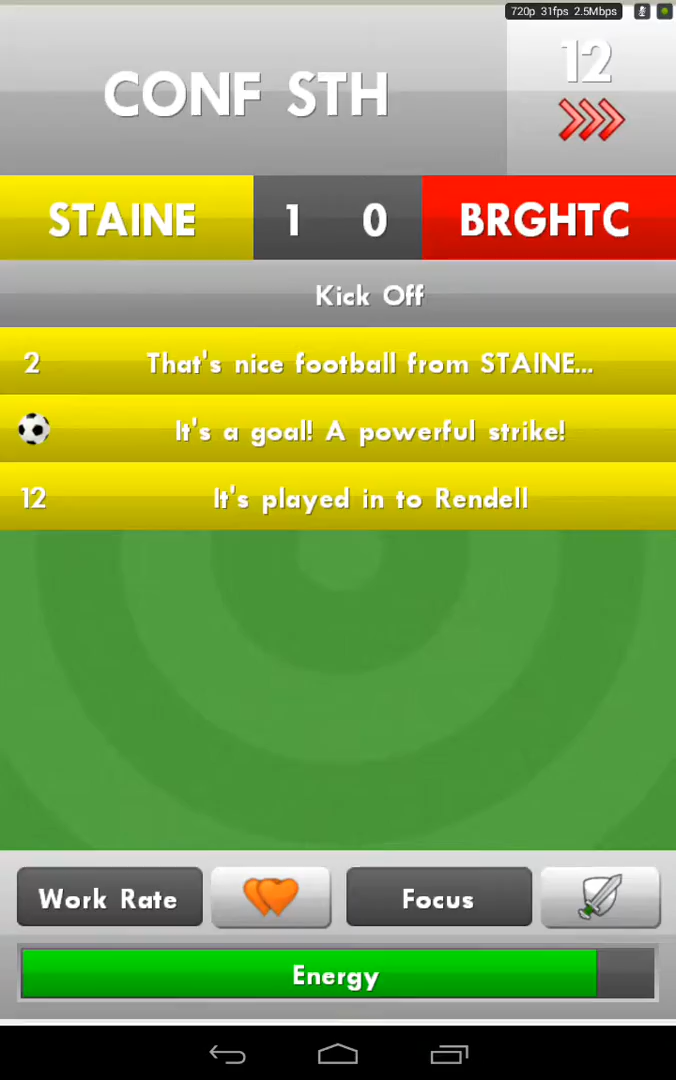 720p 31fps 2.5Mbps
CONF STH
12
STAINE 1 0 BRGHTC
Kick Off
2 That's nice football from STAINE...
It's a goal! A powerful strike!
12 It's played in to Rendell
Work Rate
Focus
Energy